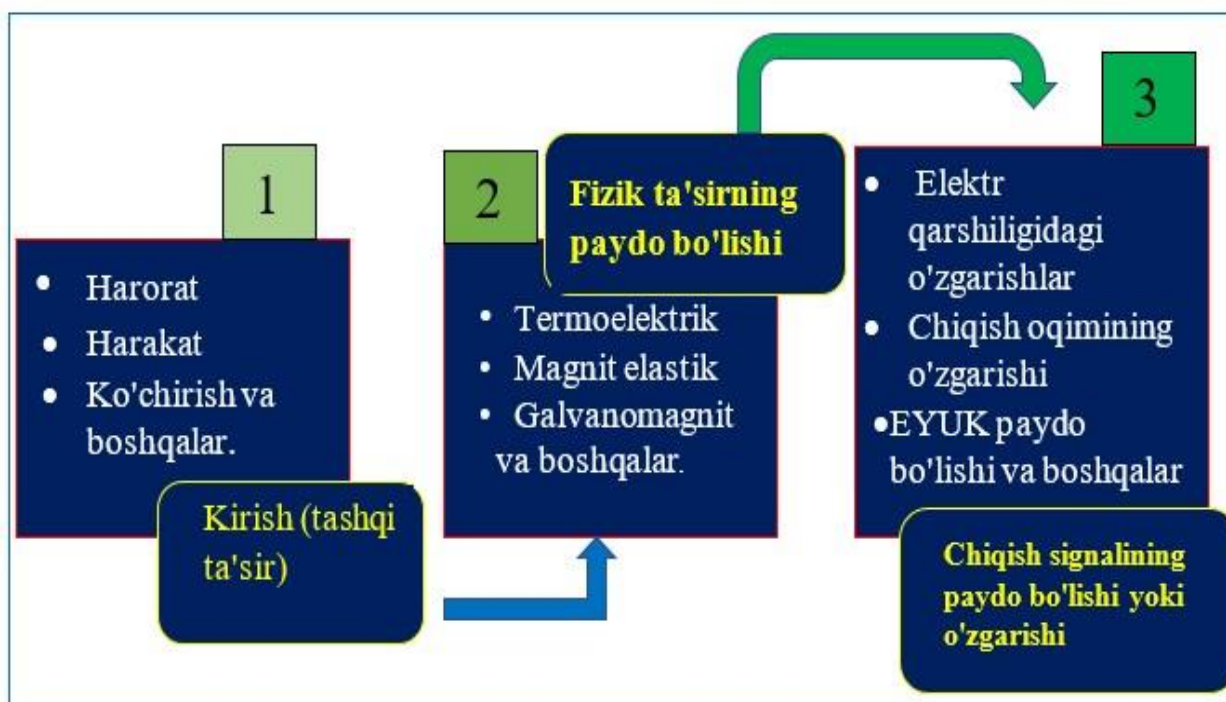 1
• Harorat
• Harakat
• Ko'chirish va
boshqalar.
Kirish (tashqi
ta'sir)
2
Fizik ta'sirning
paydo bo'lishi
• Termoelektrik
• Magnit elastik
• Galvanomagnit
va boshqalar.
3
• Elektr
qarshiligidagi
o'zgarishlar
• Chiqish oqimining
o'zgarishi
•EYUK paydo
bo'lishi va boshqalar
Chiqish signalining
paydo bo'lishi yoki
o'zgarishi